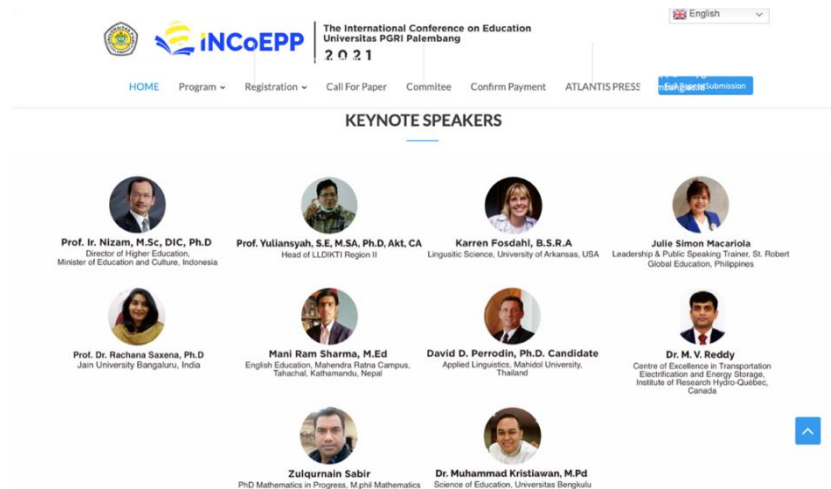 English
iNCoEPP
The International Conference on Education
Universitas PGRI Palembang
2021
HOME Program Registration Call For Paper Commitee Confirm Payment ATLANTIS PRESS Full Paper Submission
KEYNOTE SPEAKERS
Prof. Ir. Nizam, M.Sc, DIC, Ph.D
Director of Higher Education,
Minister of Education and Culture, Indonesia
Prof. Yuliansyah, S.E, M.SA, Ph.D, Akt, CA
Head of LLDIKTI Region II
Karren Fosdahl, B.S.R.A
Lingusitic Science, University of Arkansas, USA
Julie Simon Macariola
Leadership & Public Speaking Trainer, St. Robert
Global Education, Philippines
Prof. Dr. Rachana Saxena, Ph.D
Jain University Bangaluru, India
Mani Ram Sharma, M.Ed
English Education, Mahendra Ratna Campus,
Tahachal, Kathamandu, Nepal
David D. Perrodin, Ph.D. Candidate
Applied Linguistics, Mahidol University,
Thailand
Dr. M. V. Reddy
Centre of Excellence in Transportation
Electrification and Energy Storage,
Institute of Research Hydro-Québec,
Canada
Zulqurnain Sabir
PhD Mathematics in Progress, M.phil Mathematics
Dr. Muhammad Kristiawan, M.Pd
Science of Education, Universitas Bengkulu